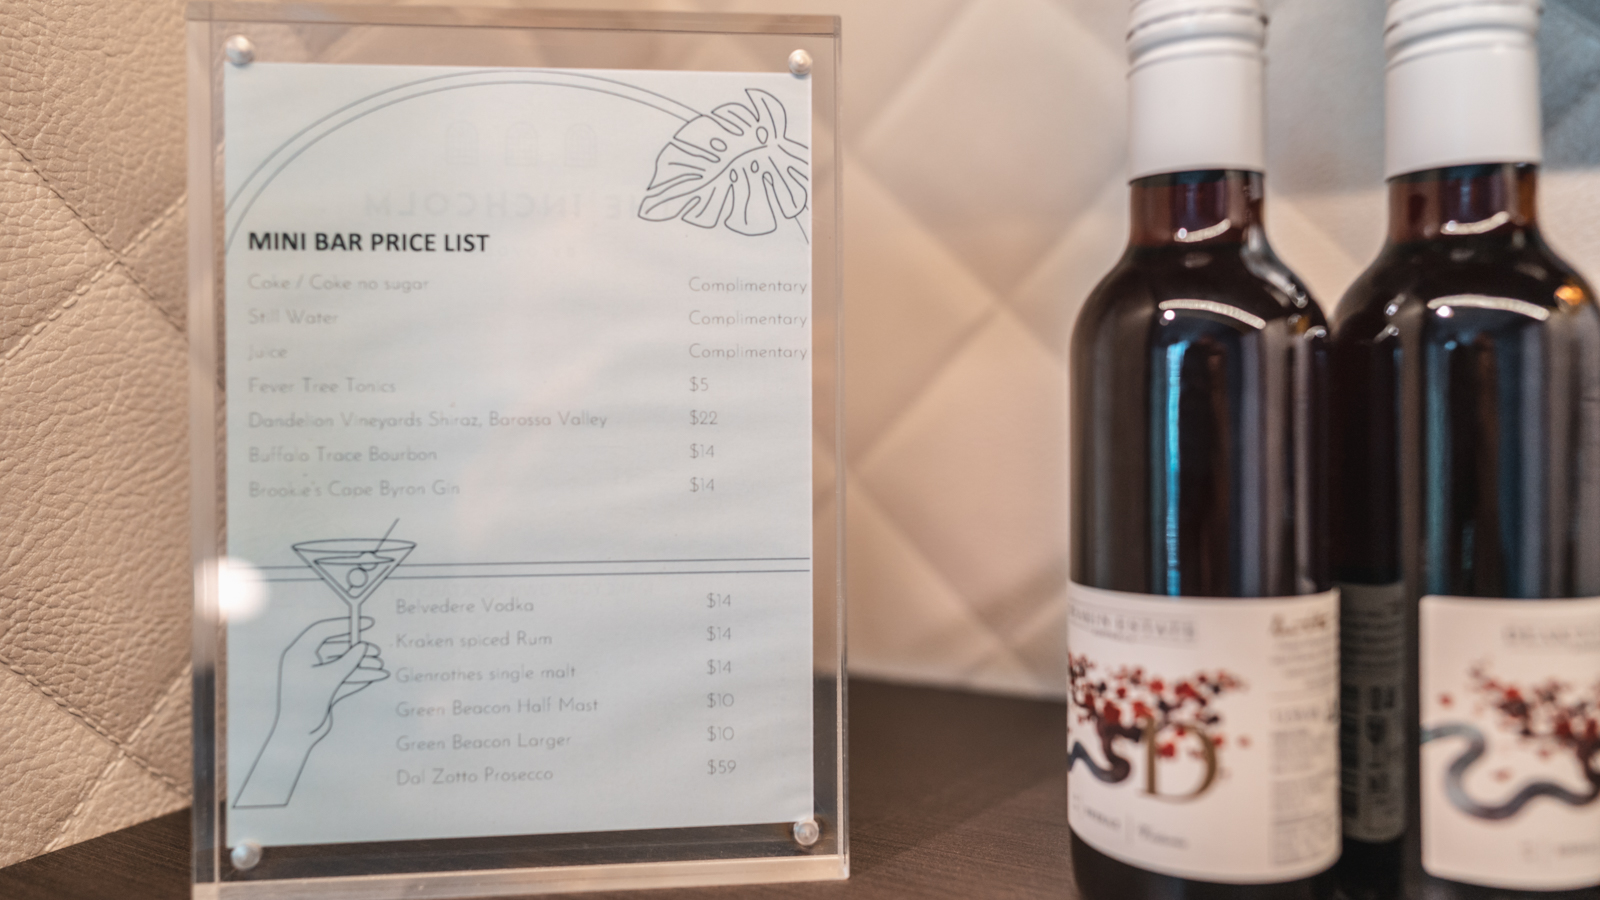 MINI BAR PRICE LIST
Coke / Coke no sugar Complimentary
Still Water Complimentary
Juice Complimentary
Fever Tree Tonics $5
Dandelion Vineyards Shiraz, Barossa Valley $22
Buffalo Trace Bourbon $14
Brookie's Cape Byron Gin $14
Belvedere Vodka $14
Kraken spiced Rum $14
Glenrothes single malt $14
Green Beacon Half Mast $10
Green Beacon Larger $10
Dal Zotto Prosecco $59
D